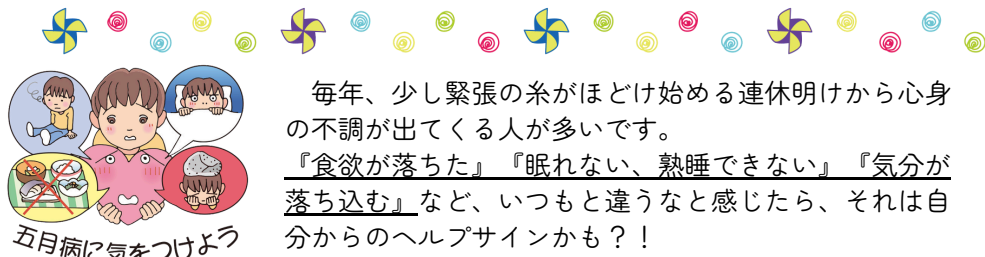 毎年、少し緊張の糸がほどけ始める連休明けから心身
の不調が出てくる人が多いです。
『食欲が落ちた』『眠れない、熟睡できない』『気分が
落ち込む』など、いつもと違うなと感じたら、それは自
分からのヘルプサインかも？！
五月病に気をつけよう